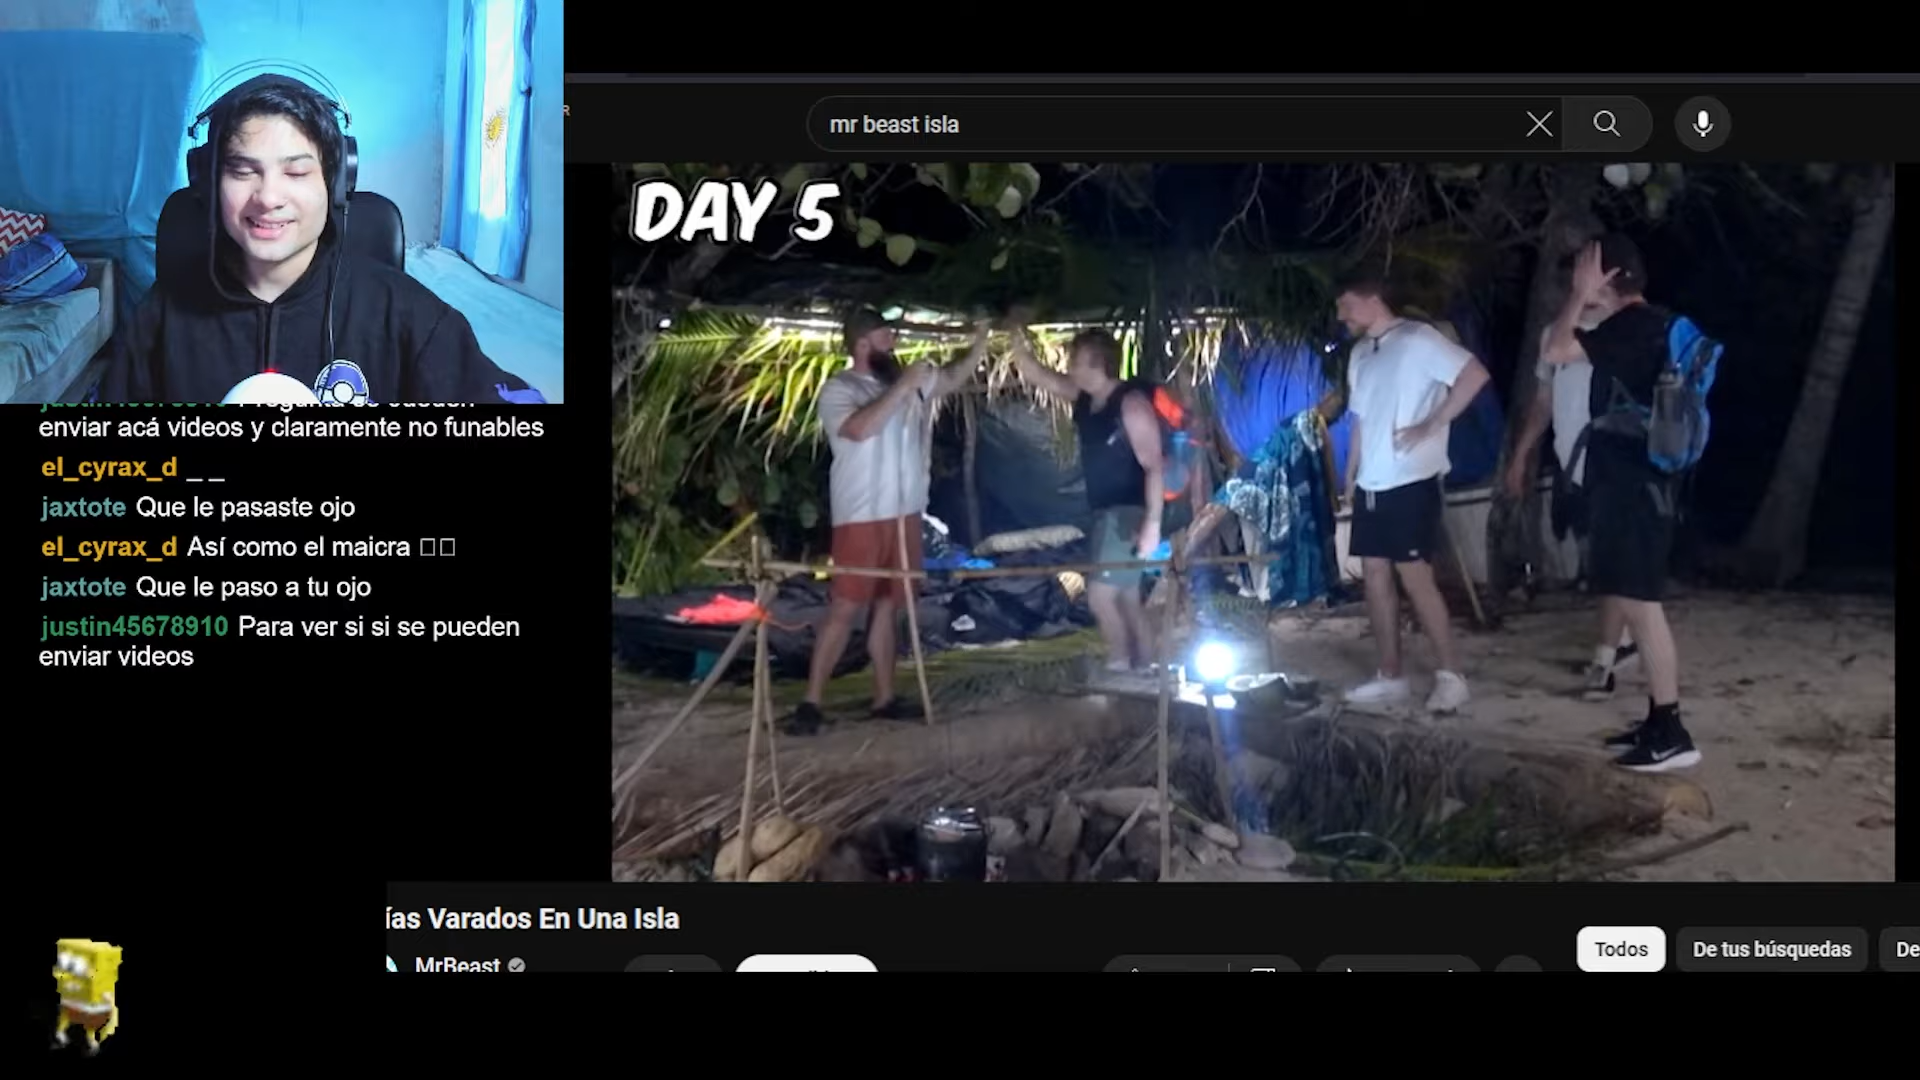 mr beast isla
DAY 5
enviar acá videos y claramente no funables
el_cyrax_d _ _
jaxtote Que le pasaste ojo
el_cyrax_d Así como el maicra □□
jaxtote Que le paso a tu ojo
justin45678910 Para ver si si se pueden
enviar videos
ías Varados En Una Isla
MrBeast
Todos
De tus búsquedas
De